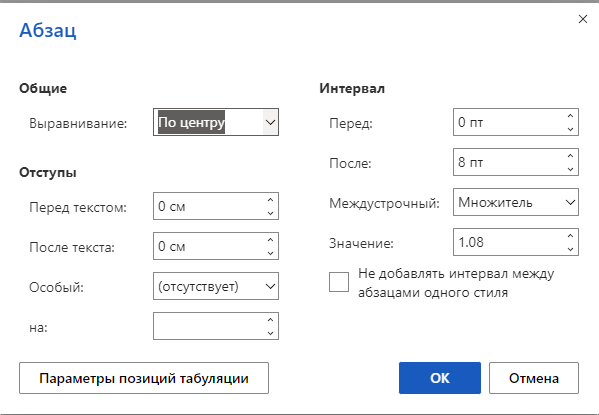 Абзац
Общие
Выравнивание: По центру
Отступы
Перед текстом: 0 см
После текста: 0 см
Особый: (отсутствует)
на:
Интервал
Перед: 0 пт
После: 8 пт
Междустрочный: Множитель
Значение: 1.08
Не добавлять интервал между
абзацами одного стиля
Параметры позиций табуляции
ОК
Отмена